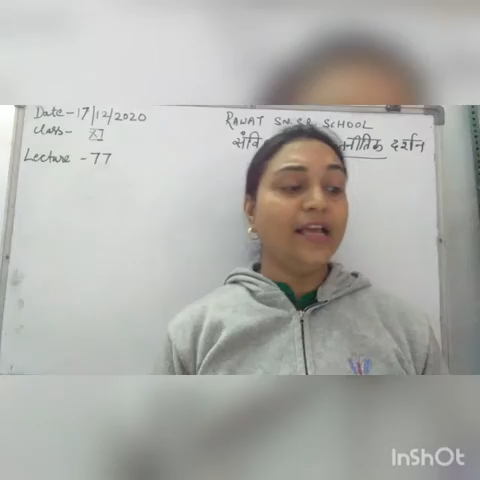 Date - 17/12/2020
Class - XI
Lecture - 77
RAWAT SN. SR SCHOOL
दर्शन
InShOt